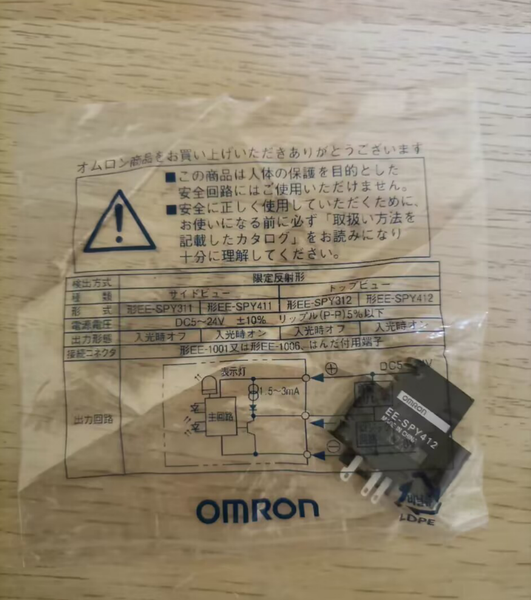 オムロン商品をお買い上げいただきありがとうございます
■この商品は人体の保護を目的とした
安全回路にはご使用いただけません。
■安全に正しく使用していただくために、
お使いになる前に必ず「取扱い方法を
記載したカタログ」をお読みになり
十分に理解してください。
検出方式 限定反射形
種類 サイドビュー トップビュー
形式 形EE-SPY311 形EE-SPY411 形EE-SPY312 形EE-SPY412
電源電圧 DC5~24V ±10% リップル(P-P)5%以下
出力形態 入光時オフ 入光時オン 入光時オフ 入光時オン
接続コネクタ 形EE-1001又は形EE-1006、はんだ付用端子
出力回路
表示灯
1.5~3mA
主回路
⊕
⊖
omron
EE-SPY412
MADE IN CHINA
OMRON
LDPE